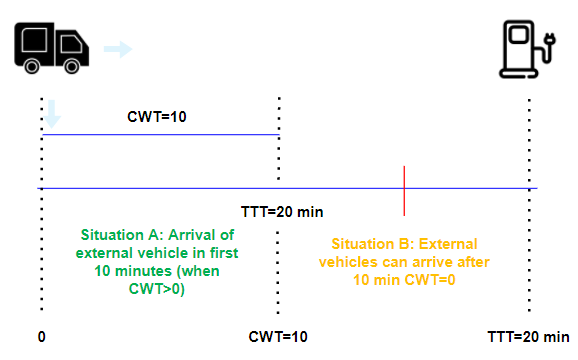 CWT=10
TTT=20 min
Situation A: Arrival of
external vehicle in first
10 minutes (when
CWT>0)
Situation B: External
vehicles can arrive after
10 min CWT=0
0
CWT=10
TTT=20 min